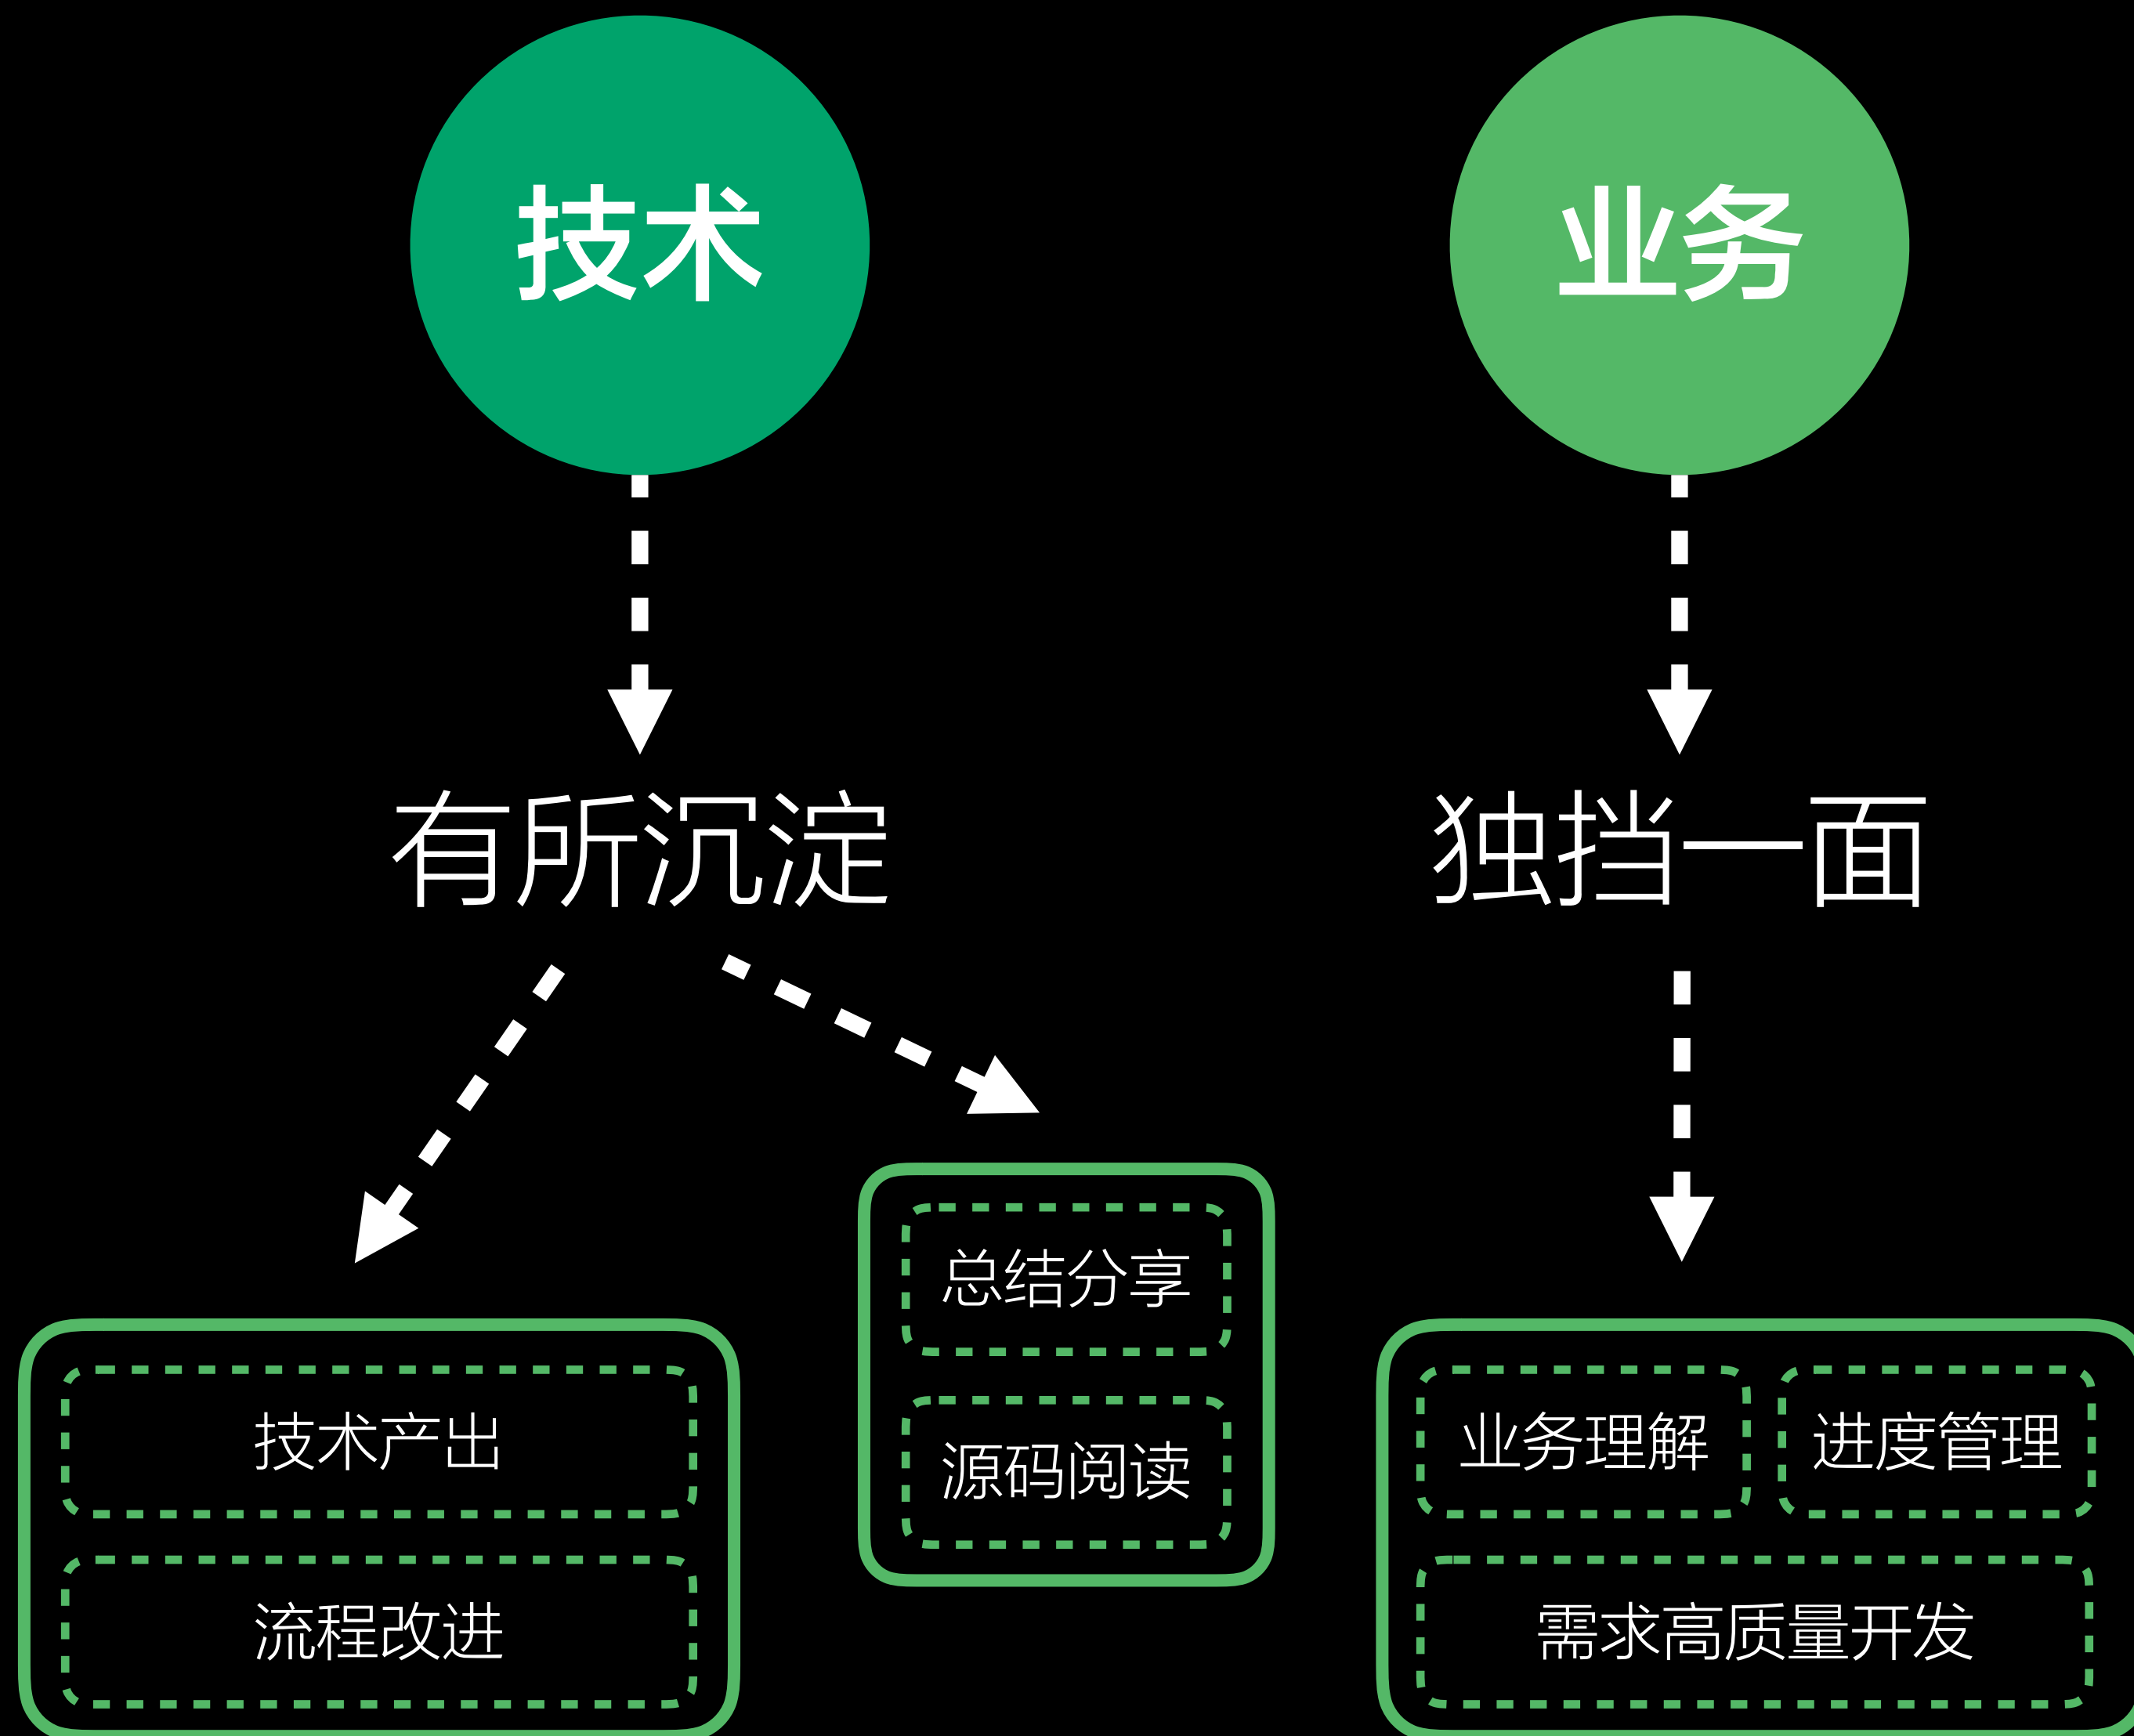 技术
业务
有所沉淀
独挡一面
总结分享
源码阅读
技术产出
流程改进
业务理解
进度管理
需求高质量开发